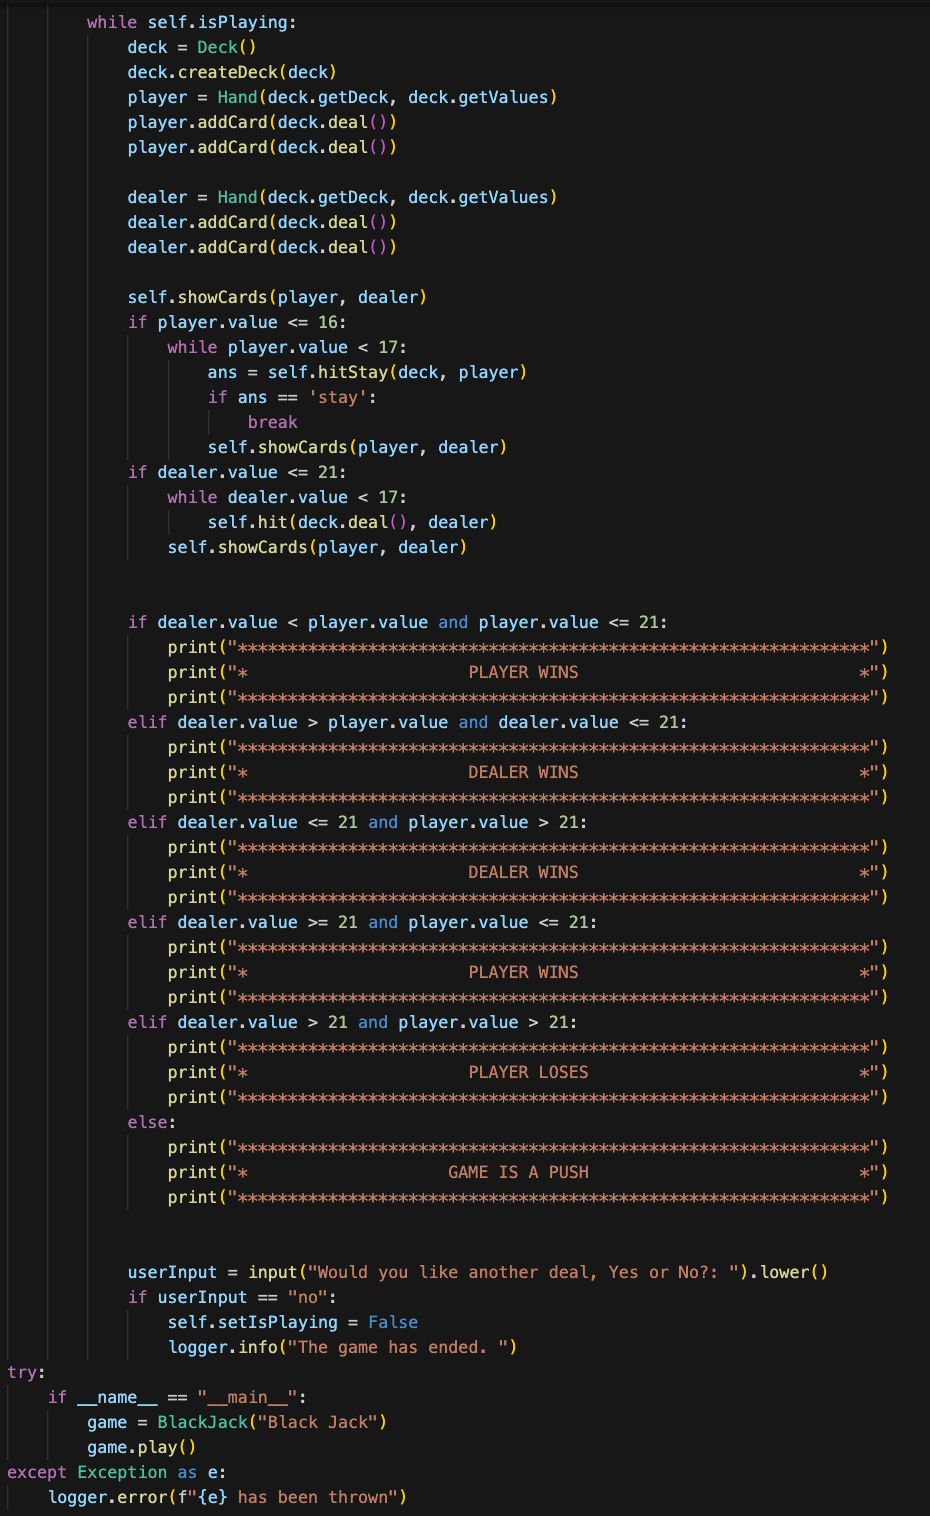 while self.isPlaying:
deck = Deck()
deck.createDeck(deck)
player = Hand(deck.getDeck, deck.getValues)
player.addCard(deck.deal())
player.addCard(deck.deal())
dealer = Hand(deck.getDeck, deck.getValues)
dealer.addCard(deck.deal())
dealer.addCard(deck.deal())
self.showCards(player, dealer)
if player.value <= 16:
while player.value < 17:
ans = self.hitStay(deck, player)
if ans == 'stay':
break
self.showCards(player, dealer)
if dealer.value <= 21:
while dealer.value < 17:
self.hit(deck.deal(), dealer)
self.showCards(player, dealer)
if dealer.value < player.value and player.value <= 21:
print("***************************************************************")
print("*                      PLAYER WINS                            *")
print("***************************************************************")
elif dealer.value > player.value and dealer.value <= 21:
print("***************************************************************")
print("*                      DEALER WINS                            *")
print("***************************************************************")
elif dealer.value <= 21 and player.value > 21:
print("***************************************************************")
print("*                      DEALER WINS                            *")
print("***************************************************************")
elif dealer.value >= 21 and player.value <= 21:
print("***************************************************************")
print("*                      PLAYER WINS                            *")
print("***************************************************************")
elif dealer.value > 21 and player.value > 21:
print("***************************************************************")
print("*                      PLAYER LOSES                           *")
print("***************************************************************")
else:
print("***************************************************************")
print("*                    GAME IS A PUSH                           *")
print("***************************************************************")
userInput = input("Would you like another deal, Yes or No?: ").lower()
if userInput == "no":
self.setIsPlaying = False
logger.info("The game has ended. ")
try:
if __name__ == "__main__":
game = BlackJack("Black Jack")
game.play()
except Exception as e:
logger.error(f"{e} has been thrown")